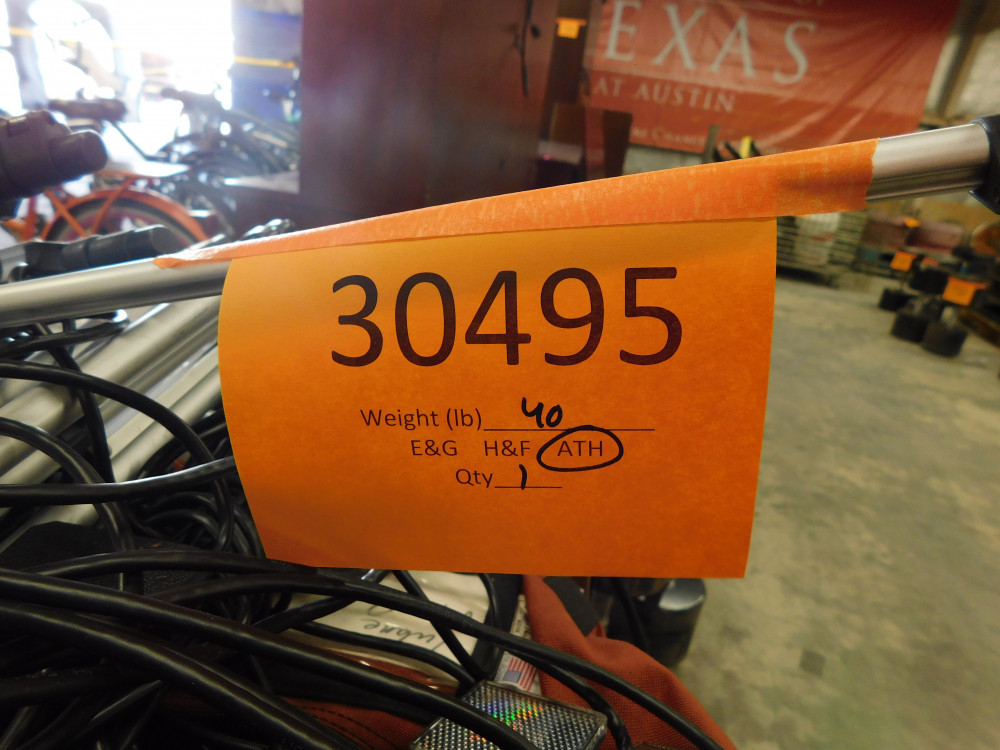 EXAS
AT AUSTIN
30495
Weight (lb) 40
E&G H&F ATH
Qty 1